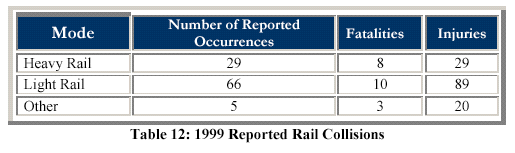 Mode Number of Reported Occurrences Fatalities Injuries
Heavy Rail 29 8 29
Light Rail 66 10 89
Other 5 3 20
Table 12: 1999 Reported Rail Collisions